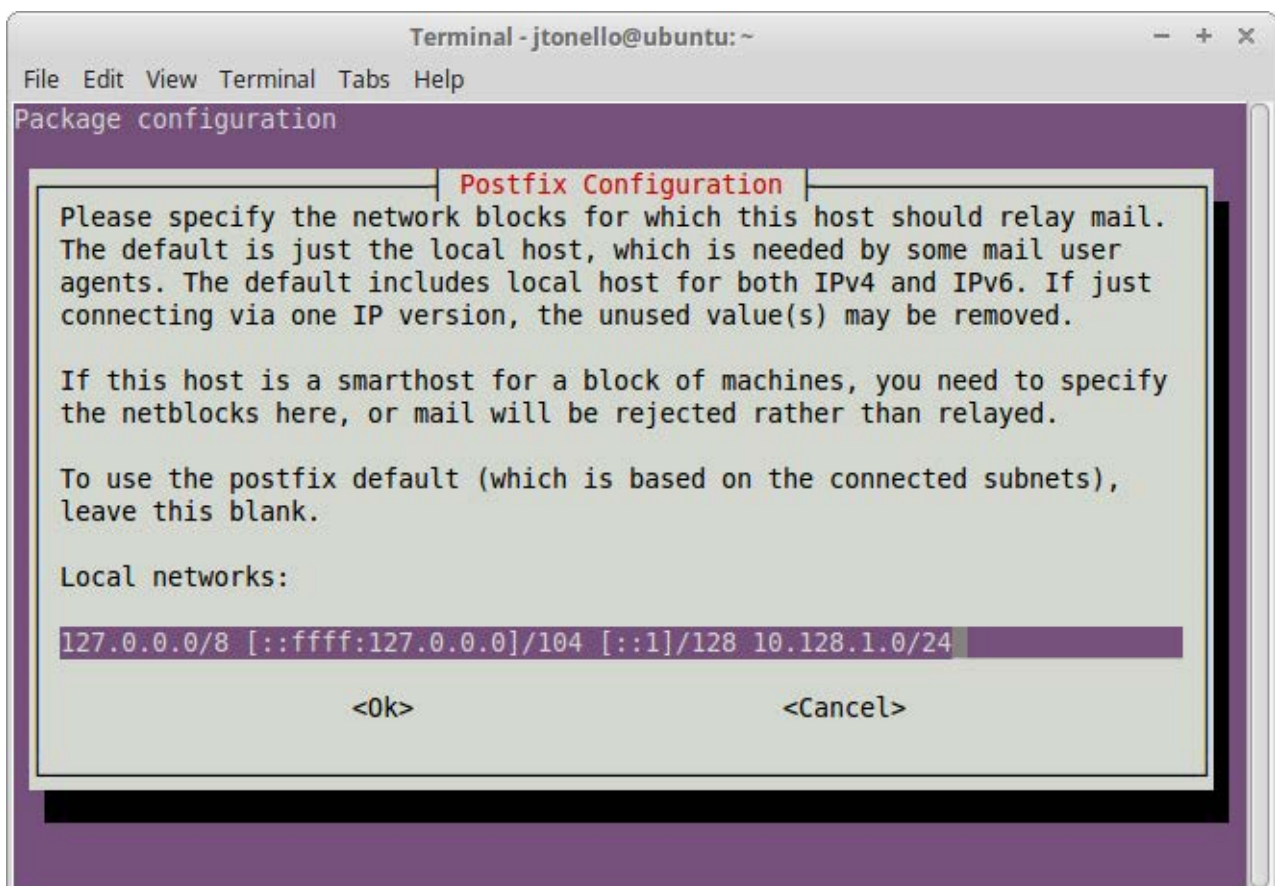 Terminal - jtonello@ubuntu: ~
File Edit View Terminal Tabs Help
Package configuration
Postfix Configuration
Please specify the network blocks for which this host should relay mail.
The default is just the local host, which is needed by some mail user
agents. The default includes local host for both IPv4 and IPv6. If just
connecting via one IP version, the unused value(s) may be removed.
If this host is a smarthost for a block of machines, you need to specify
the netblocks here, or mail will be rejected rather than relayed.
To use the postfix default (which is based on the connected subnets),
leave this blank.
Local networks:
127.0.0.0/8 [::ffff:127.0.0.0]/104 [::1]/128 10.128.1.0/24
<Ok> <Cancel>